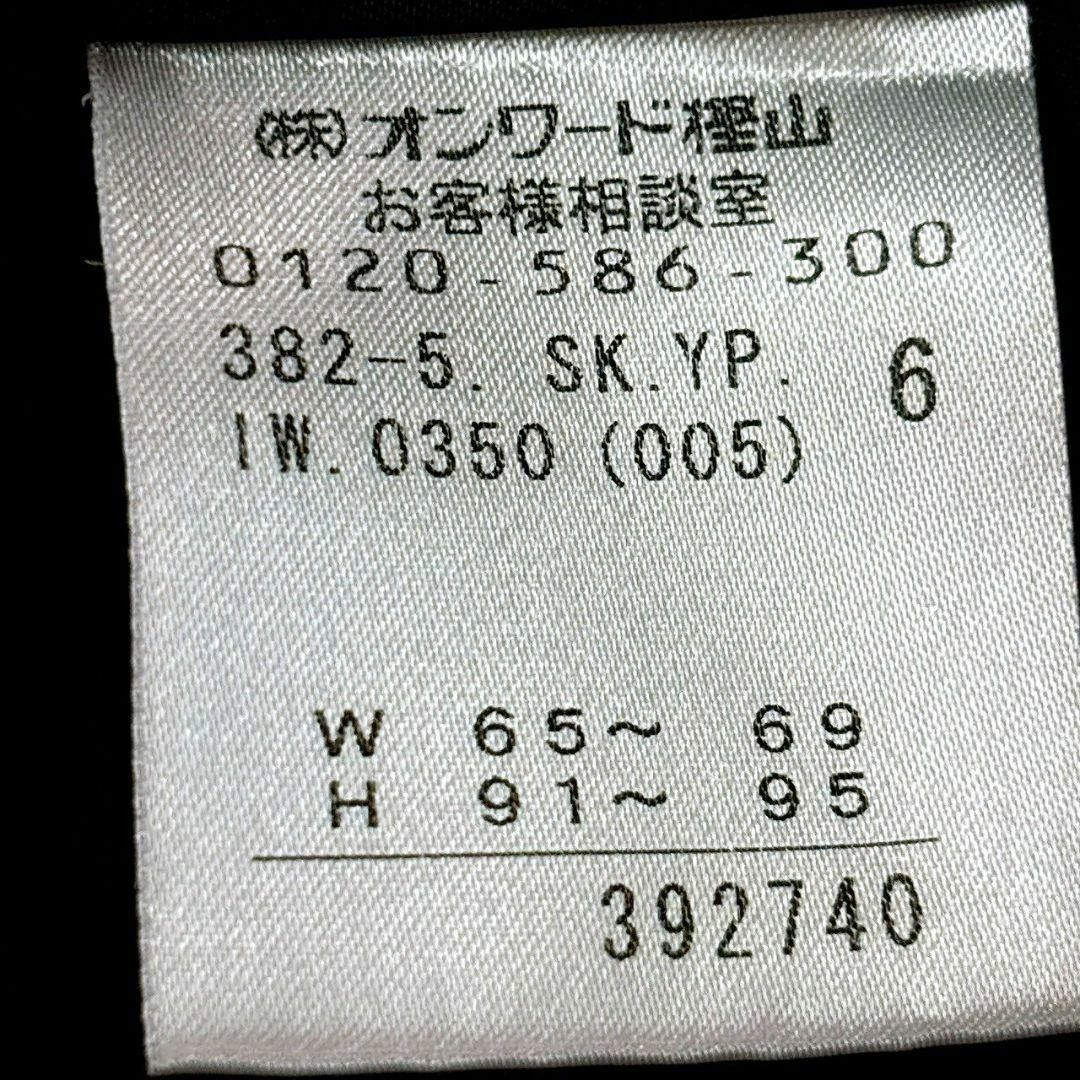 (株)オンワード樫山
お客様相談室
0120-586-300
382-5. SK.YP. 6
IW.0350(005)
W 65～69
H 91～95
392740